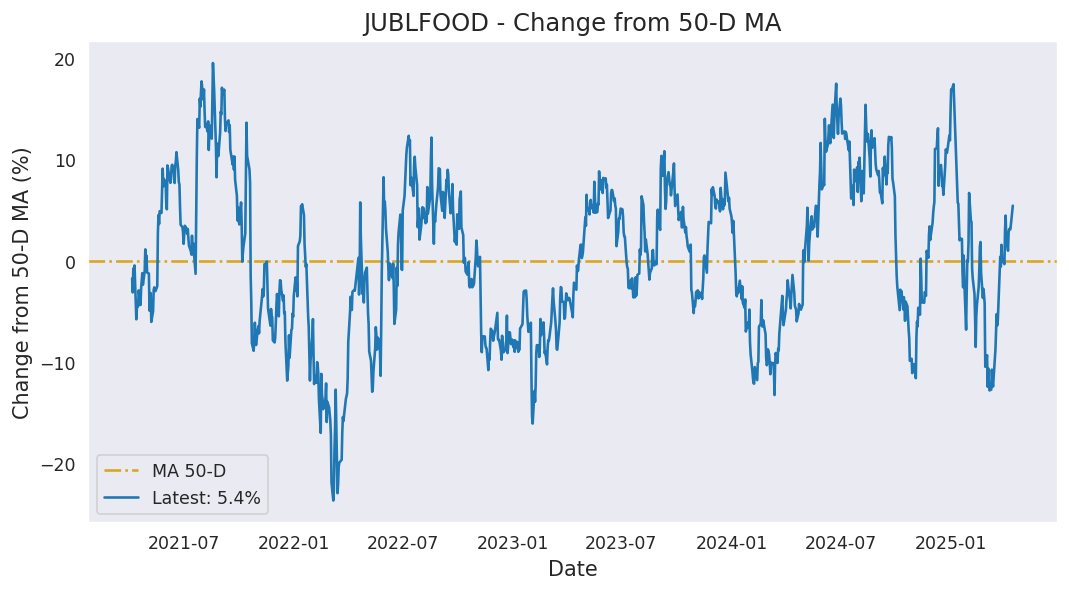 JUBLFOOD - Change from 50-D MA
Change from 50-D MA (%)
20
10
0
−10
−20
MA 50-D
Latest: 5.4%
2021-07 2022-01 2022-07 2023-01 2023-07 2024-01 2024-07 2025-01
Date